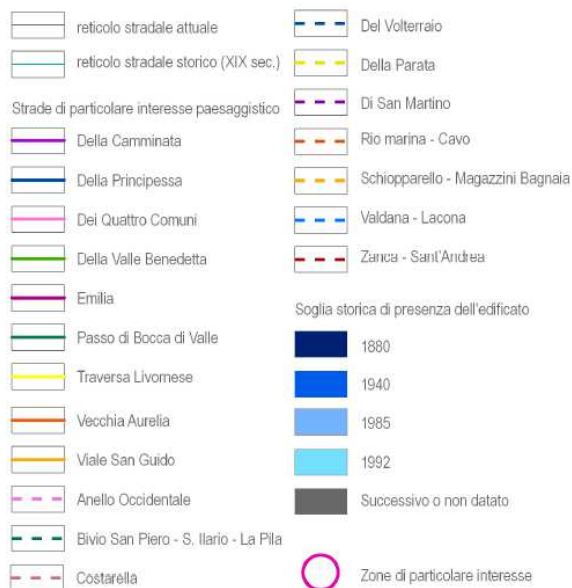 reticolo stradale attuale
reticolo stradale storico (XIX sec.)
Strade di particolare interesse paesaggistico
Della Camminata
Della Principessa
Dei Quattro Comuni
Della Valle Benedetta
Emilia
Passo di Bocca di Valle
Traversa Livornese
Vecchia Aurelia
Viale San Guido
Anello Occidentale
Bivio San Piero - S. Ilario - La Pila
Costarella
Del Volterraio
Della Parata
Di San Martino
Rio marina - Cavo
Schiopparello - Magazzini Bagnaia
Valdana - Lacona
Zanca - Sant'Andrea
Soglia storica di presenza dell'edificato
1880
1940
1985
1992
Successivo o non datato
Zone di particolare interesse